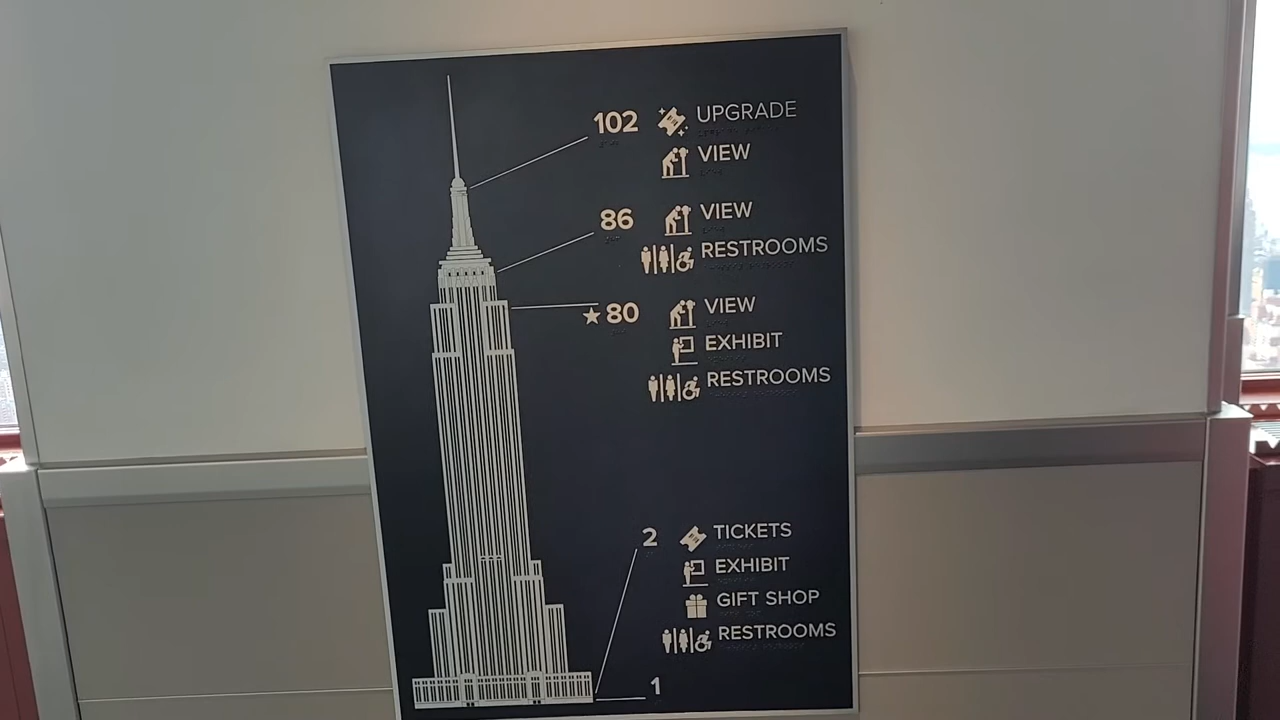 102 UPGRADE
VIEW
86 VIEW
RESTROOMS
★80 VIEW
EXHIBIT
RESTROOMS
2 TICKETS
EXHIBIT
GIFT SHOP
RESTROOMS
1